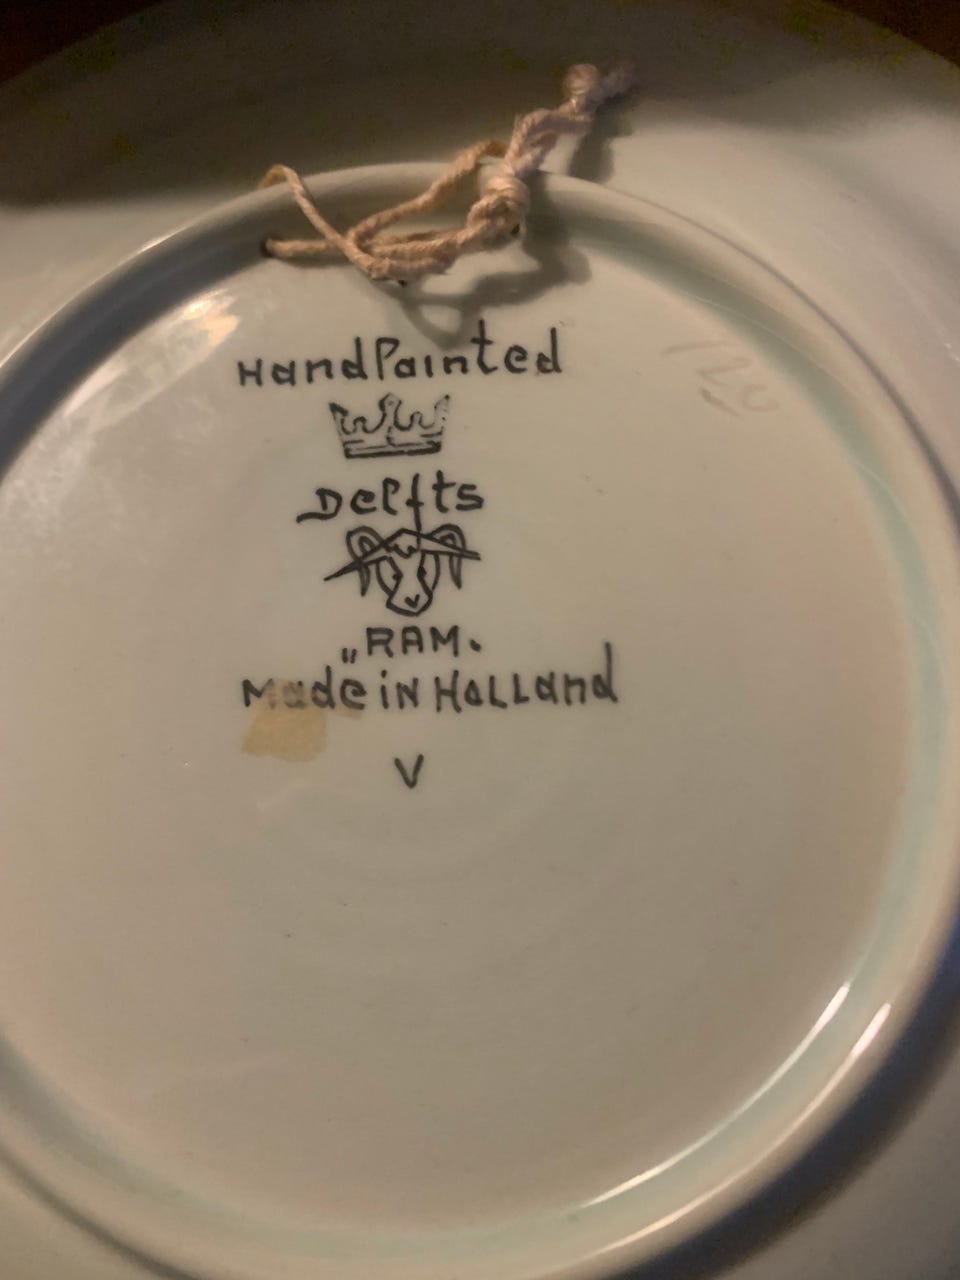 HandPainted
Delfts
„RAM.
Made in HoLLand
V